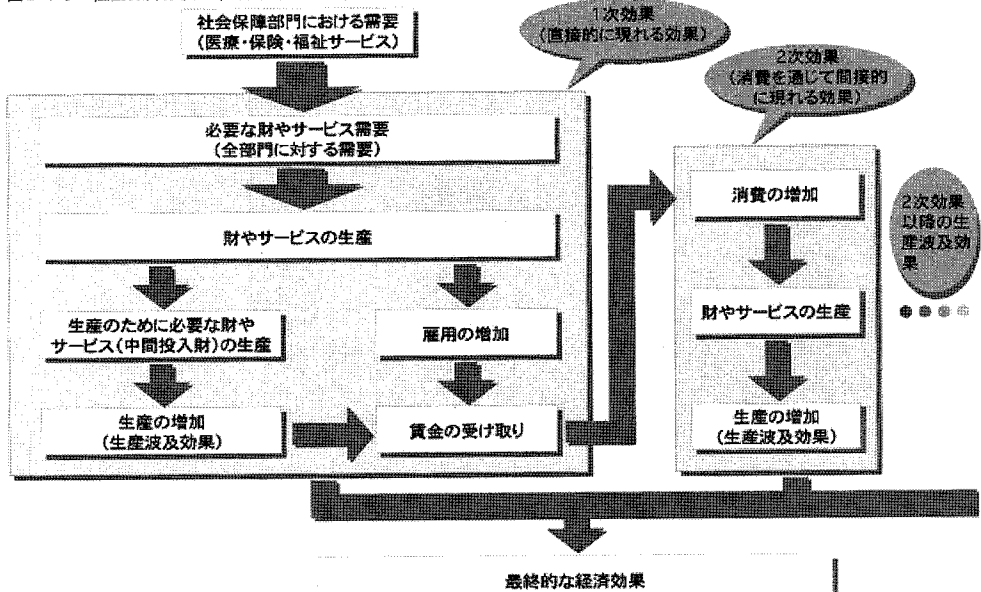 社会保障部門における需要
(医療・保険・福祉サービス)
1次効果
(直接的に現れる効果)
2次効果
(消費を通じて間接的
に現れる効果)
必要な財やサービス需要
(全部門に対する需要)
財やサービスの生産
生産のために必要な財や
サービス(中間投入財)の生産
雇用の増加
生産の増加
(生産波及効果)
賃金の受け取り
消費の増加
財やサービスの生産
生産の増加
(生産波及効果)
2次効果
以降の生
産波及効
果
最終的な経済効果